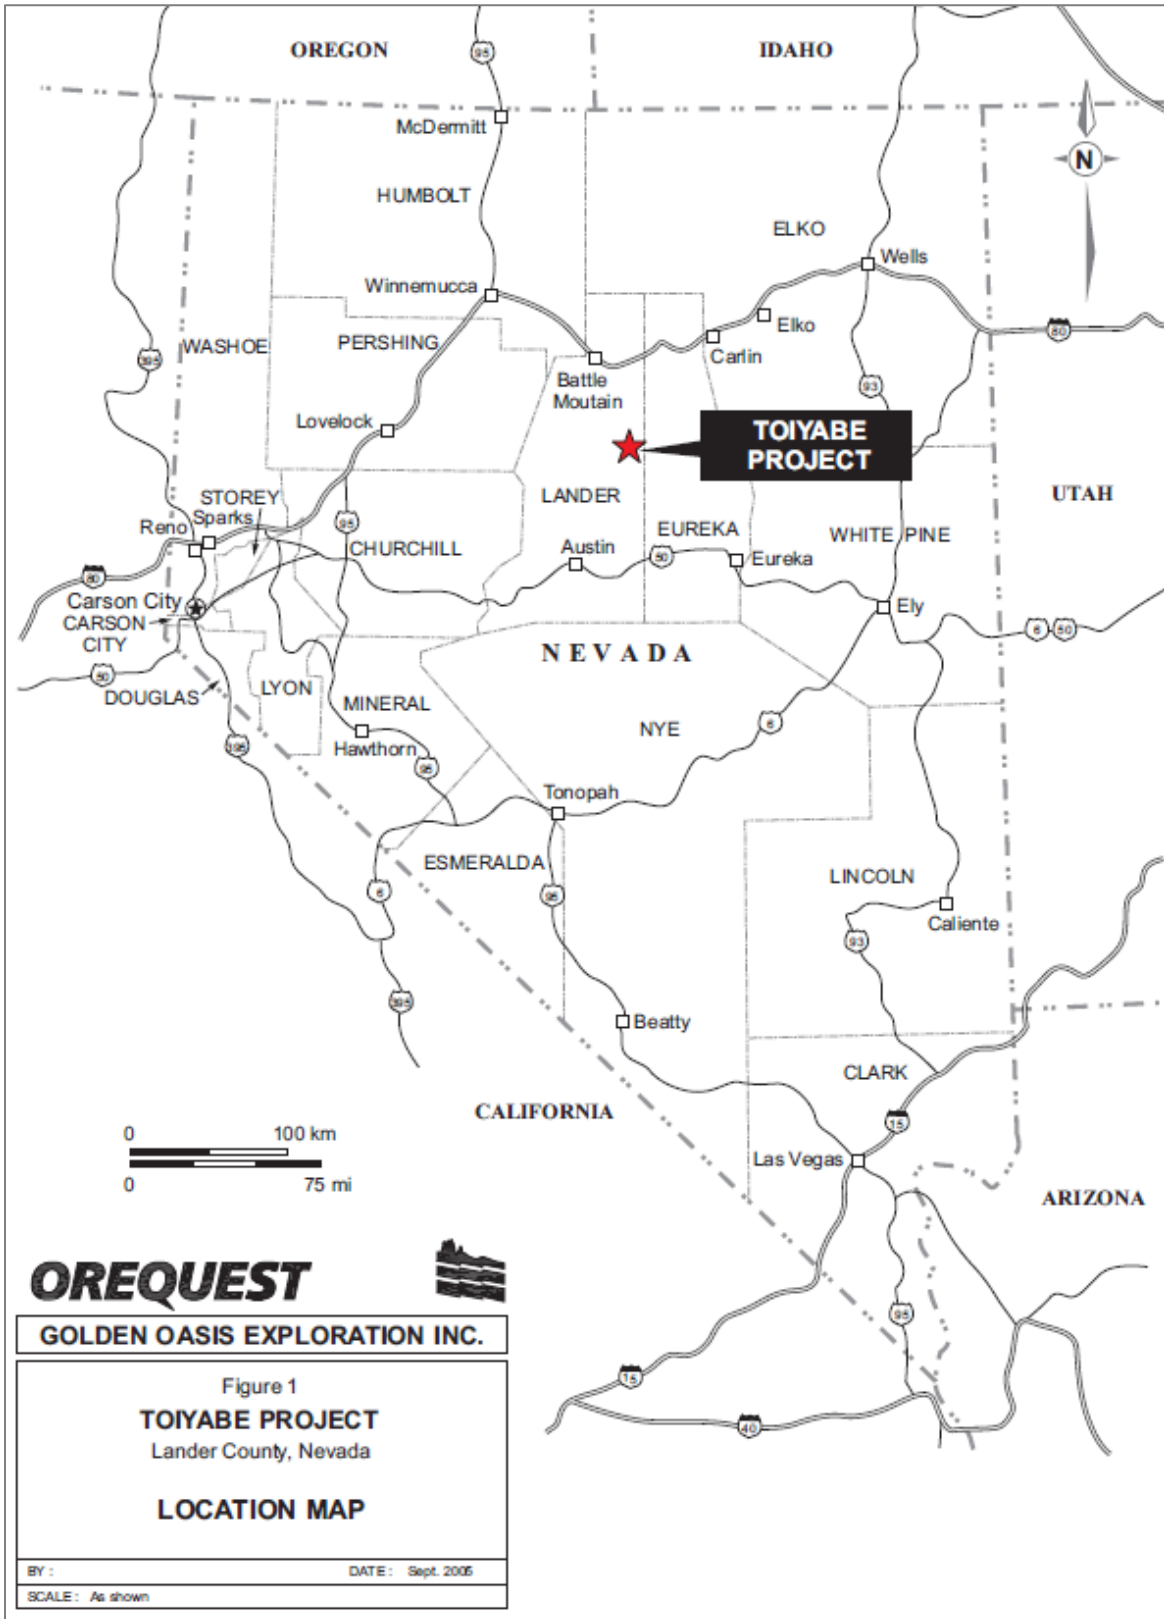 OREGON
IDAHO
95
McDermitt
N
HUMBOLT
ELKO
Wells
Winnemucca
Elko
80
WASHOE
PERSHING
Carlin
395
Battle
Moutain
93
Lovelock
TOIYABE
PROJECT
LANDER
UTAH
STOREY
Sparks
Reno
95
CHURCHILL
EUREKA
WHITE PINE
Austin
50
Eureka
80
Carson City
CARSON
CITY
Ely
6
50
NEVADA
50
DOUGLAS
LYON
MINERAL
NYE
6
395
Hawthorn
95
Tonopah
ESMERALDA
LINCOLN
6
95
Caliente
93
395
Beatty
CLARK
CALIFORNIA
15
0 100 km
0 75 mi
Las Vegas
ARIZONA
95
15
40
OREQUEST
GOLDEN OASIS EXPLORATION INC.
Figure 1
TOIYABE PROJECT
Lander County, Nevada
LOCATION MAP
BY :
DATE : Sept. 2005
SCALE : As shown